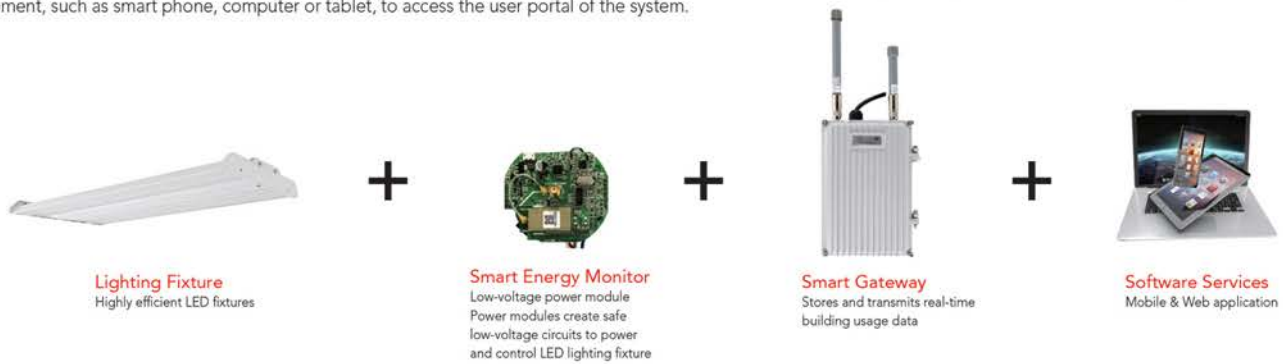 ment, such as smart phone, computer or tablet, to access the user portal of the system.
Lighting Fixture
Highly efficient LED fixtures
Smart Energy Monitor
Low-voltage power module
Power modules create safe
low-voltage circuits to power
and control LED lighting fixture
Smart Gateway
Stores and transmits real-time
building usage data
Software Services
Mobile & Web application